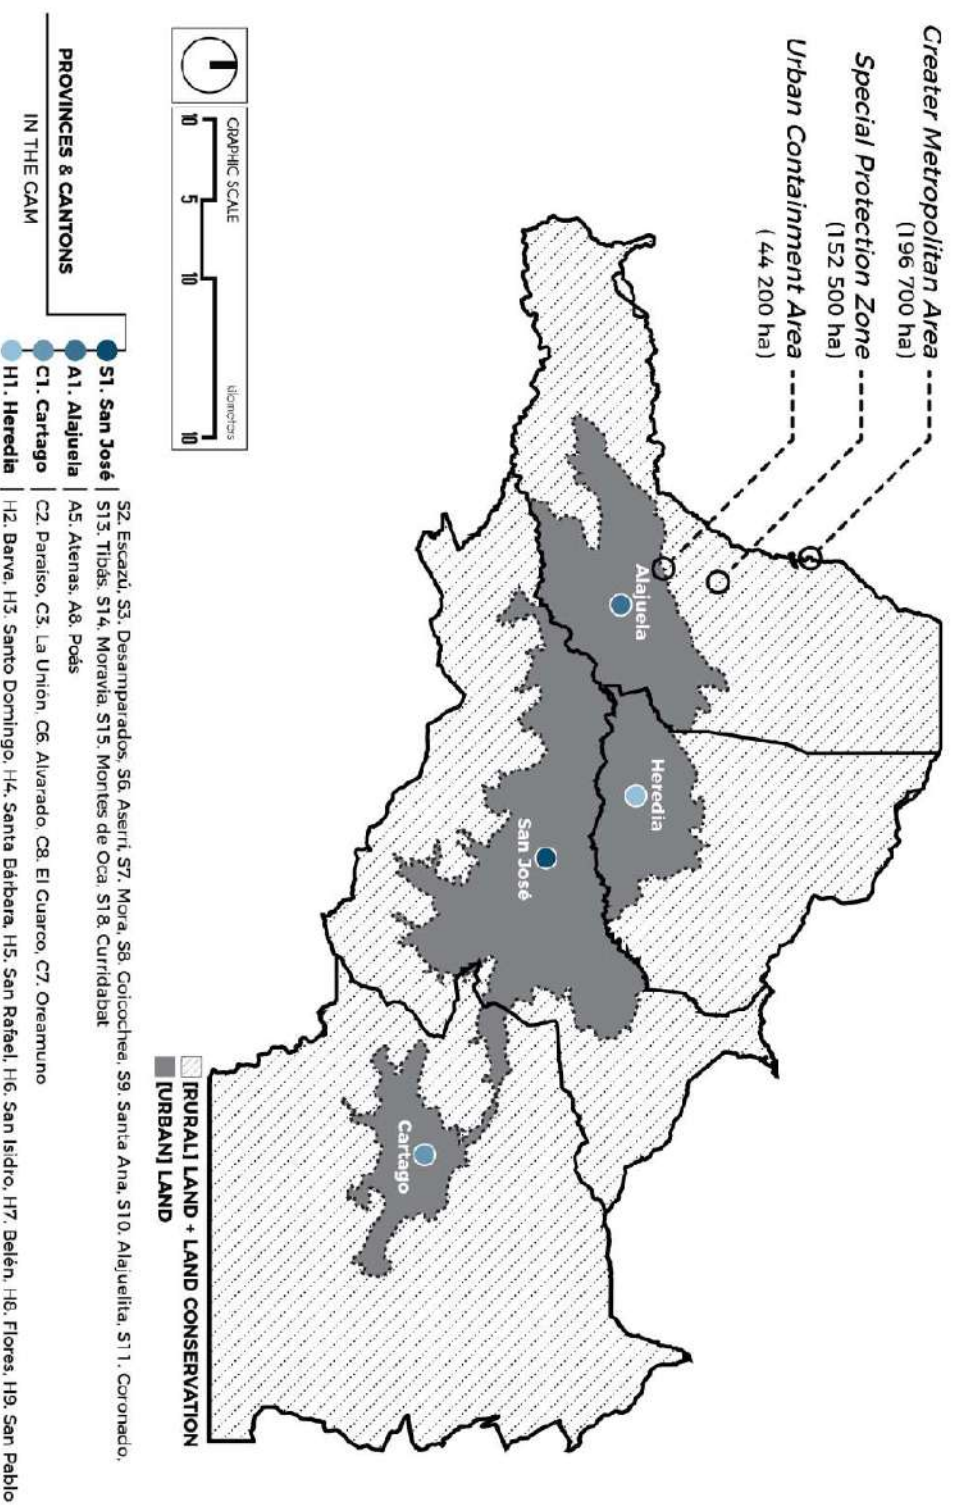 Greater Metropolitan Area
(196 700 ha)
Special Protection Zone
(152 500 ha)
Urban Containment Area
( 44 200 ha)
Alajuela
Heredia
San José
Cartago
GRAPHIC SCALE
10 5 10 10
kilometers
[RURAL] LAND + LAND CONSERVATION
[URBAN] LAND
PROVINCES & CANTONS
IN THE GAM
S1. San José
S2. Escazú, S3. Desamparados, S6. Aserrí, S7. Mora, S8. Goicochea, S9. Santa Ana, S10. Alajuelita, S11. Coronado,
S13. Tibás, S14. Moravia, S15. Montes de Oca, S18. Curridabat
A1. Alajuela
A5. Atenas, A8. Poás
C1. Cartago
C2. Paraíso, C3. La Unión, C6. Alvarado, C8. El Guarco, C7. Oreamuno
H1. Heredia
H2. Barva, H3. Santo Domingo, H4. Santa Bárbara, H5. San Rafael, H6. San Isidro, H7. Belén, H8. Flores, H9. San Pablo